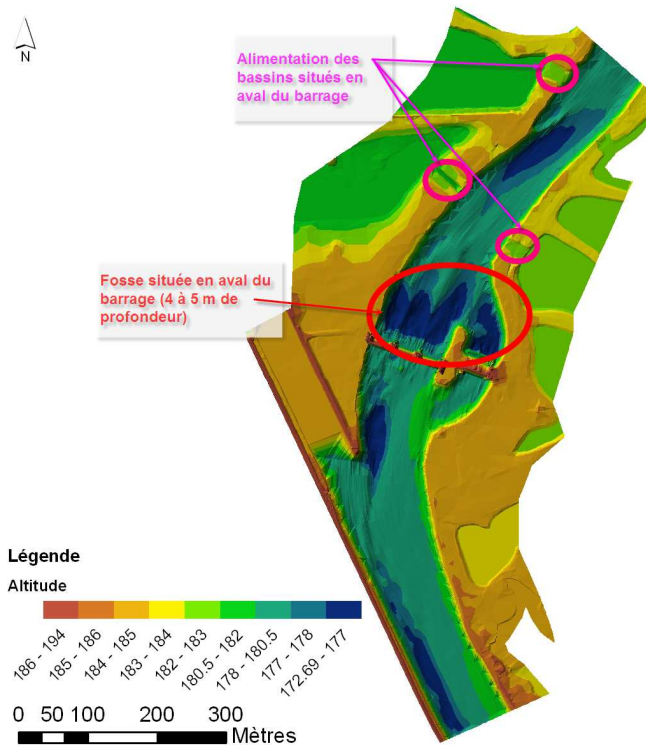 N
Alimentation des
bassins situés en
aval du barrage
Fosse située en aval du
barrage (4 à 5 m de
profondeur)
Légende
Altitude
186 - 194
185 - 186
184 - 185
183 - 184
182 - 183
180.5 - 182
178 - 180.5
177 - 178
172.69 - 177
0 50 100 200 300
Mètres